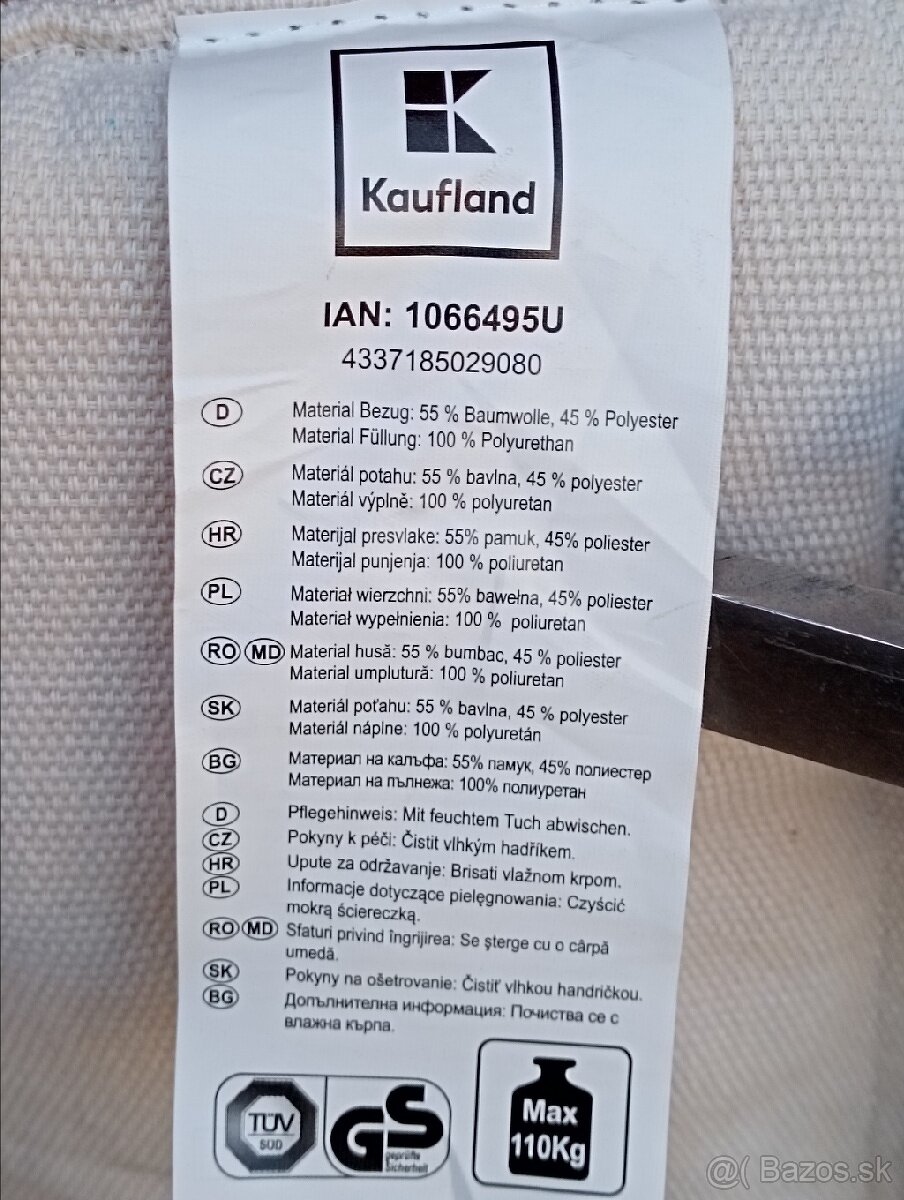 Kaufland
IAN: 1066495U
4337185029080
D Material Bezug: 55 % Baumwolle, 45 % Polyester
Material Füllung: 100 % Polyurethan
CZ Materiál potahu: 55 % bavlna, 45 % polyester
Materiál výplně: 100 % polyuretan
HR Materijal presvlake: 55% pamuk, 45% poliester
Materijal punjenja: 100 % poliuretan
PL Materiał wierzchni: 55% bawełna, 45% poliester
Materiał wypełnienie: 100 % poliuretan
RO MD Material husă: 55 % bumbac, 45 % poliester
Material umplutură: 100 % poliuretan
SK Materiál poťahu: 55 % bavlna, 45 % polyester
Materiál náplne: 100 % polyuretán
BG Материал на калъфа: 55% памук, 45% полиестер
Материал на пълнежа: 100% полиуретан
D Pflegehinweis: Mit feuchtem Tuch abwischen.
CZ Pokyny k péči: Čistit vlhkým hadříkem.
HR Upute za održavanje: Brisati vlažnom krpom.
PL Informacje dotyczące pielęgnowania: Czyścić
mokrą ściereczką.
RO MD Sfaturi privind îngrijirea: Se șterge cu o cârpă
umedă.
SK Pokyny na ošetrovanie: Čistiť vlhkou handričkou.
BG Допълнителна информация: Почиства се с
влажна кърпа.
TÜV
SÜD
GS
geprüfte
Sicherheit
Max
110Kg
@( Bazos.sk